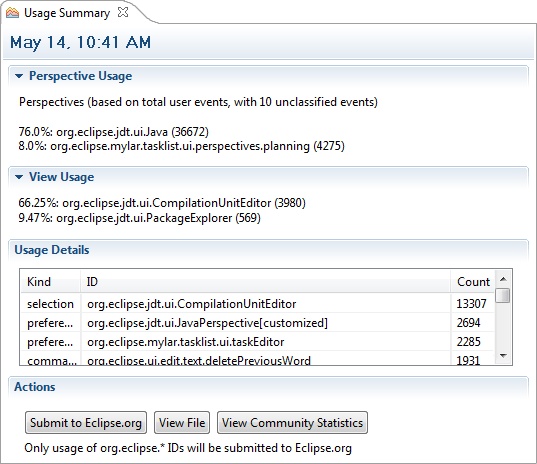 Usage Summary
May 14, 10:41 AM
Perspective Usage
Perspectives (based on total user events, with 10 unclassified events)
76.0%: org.eclipse.jdt.ui.Java (36672)
8.0%: org.eclipse.mylar.tasklist.ui.perspectives.planning (4275)
View Usage
66.25%: org.eclipse.jdt.ui.CompilationUnitEditor (3980)
9.47%: org.eclipse.jdt.ui.PackageExplorer (569)
Usage Details
Kind ID Count
selection org.eclipse.jdt.ui.CompilationUnitEditor 13307
prefere... org.eclipse.jdt.ui.JavaPerspective[customized] 2694
prefere... org.eclipse.mylar.tasklist.ui.taskEditor 2285
comma... org.eclipse.ui.edit.text.deletePreviousWord 1931
Actions
Submit to Eclipse.org View File View Community Statistics
Only usage of org.eclipse.* IDs will be submitted to Eclipse.org